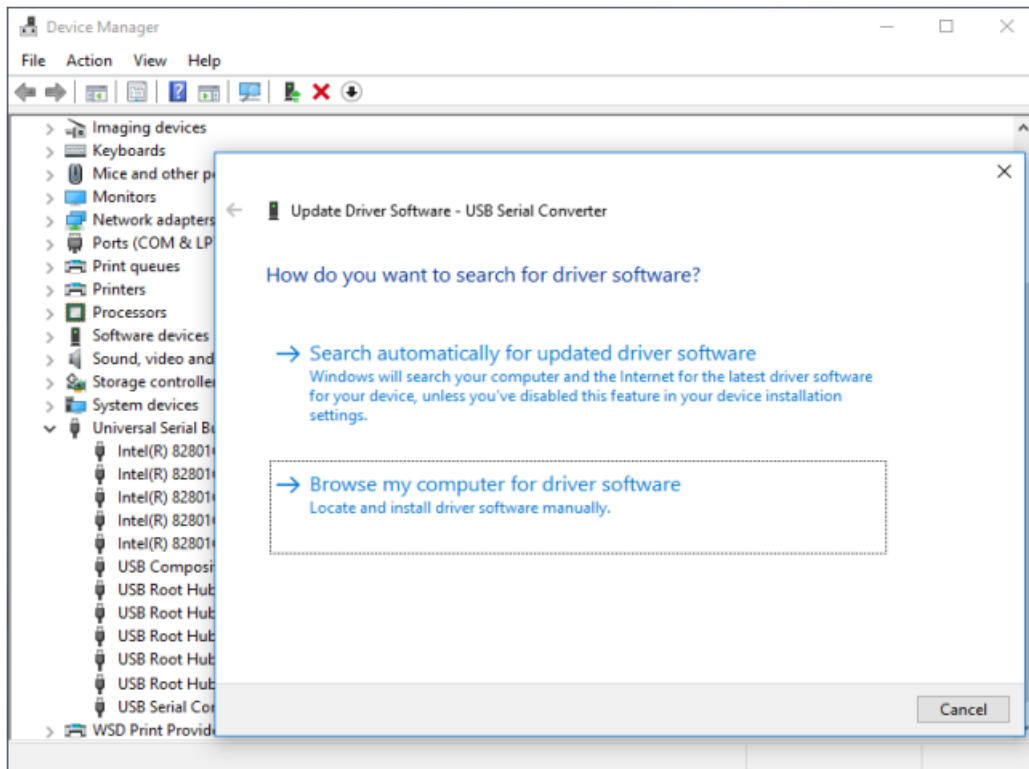 Device Manager
File Action View Help
Imaging devices
Keyboards
Mice and other p
Monitors
Network adapters
Ports (COM & LP
Print queues
Printers
Processors
Software devices
Sound, video and
Storage controlle
System devices
Universal Serial B
Intel(R) 82801
Intel(R) 82801
Intel(R) 82801
Intel(R) 82801
Intel(R) 82801
USB Composi
USB Root Hub
USB Root Hub
USB Root Hub
USB Root Hub
USB Root Hub
USB Serial Co
WSD Print Provid
Update Driver Software - USB Serial Converter
How do you want to search for driver software?
Search automatically for updated driver software
Windows will search your computer and the Internet for the latest driver software
for your device, unless you've disabled this feature in your device installation
settings.
Browse my computer for driver software
Locate and install driver software manually.
Cancel